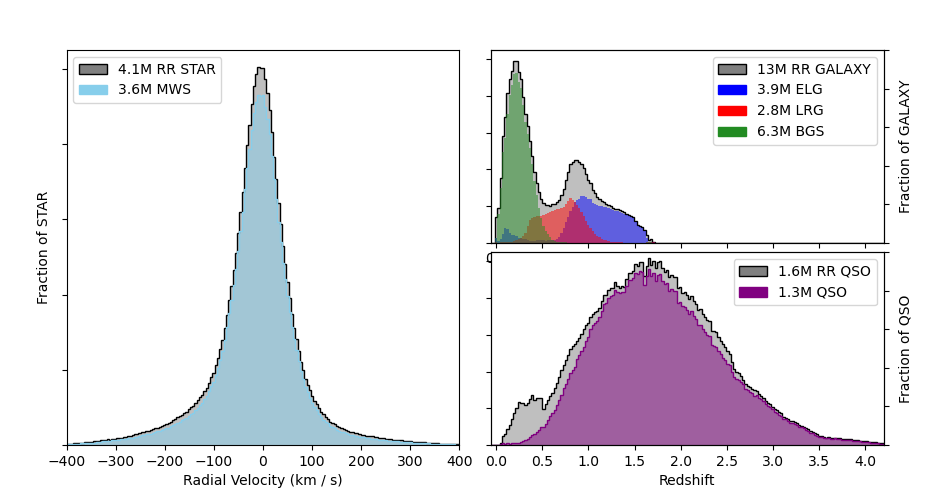 4.1M RR STAR
3.6M MWS
Fraction of STAR
−400 −300 −200 −100 0 100 200 300 400
Radial Velocity (km / s)
13M RR GALAXY
3.9M ELG
2.8M LRG
6.3M BGS
Fraction of GALAXY
1.6M RR QSO
1.3M QSO
Fraction of QSO
0.0 0.5 1.0 1.5 2.0 2.5 3.0 3.5 4.0
Redshift